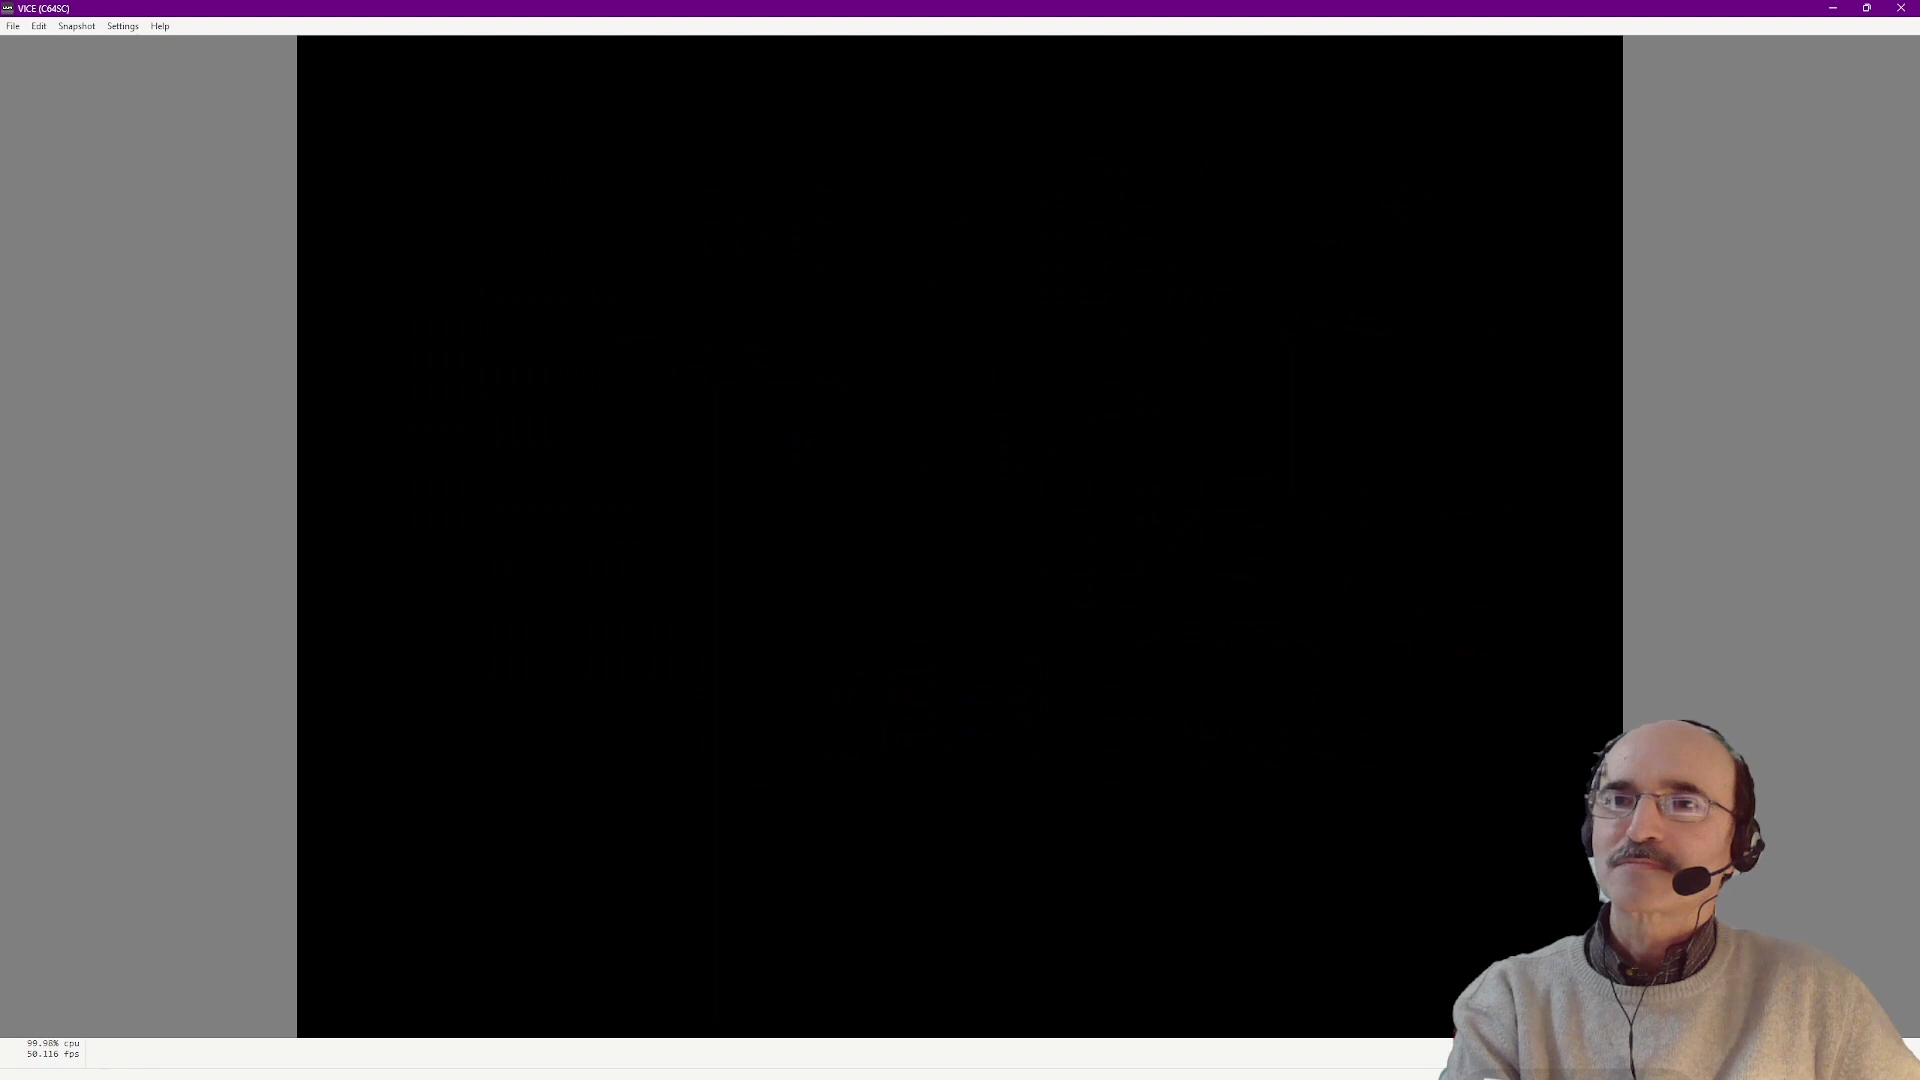 VICE (C64SC)
File Edit Snapshot Settings Help
99.98% cpu
50.116 fps